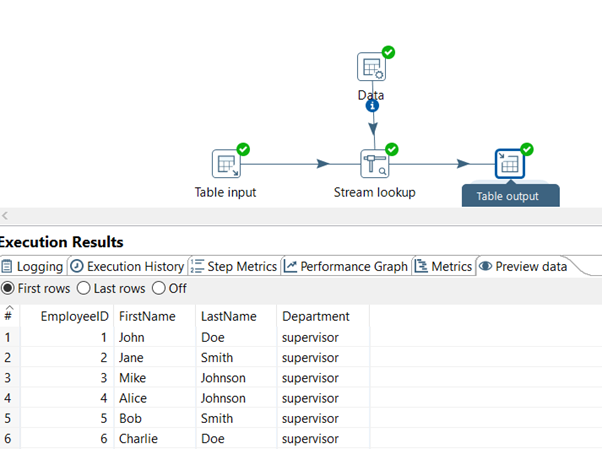 Data
Table input
Stream lookup
Table output
Execution Results
Logging Execution History Step Metrics Performance Graph Metrics Preview data
First rows Last rows Off
# EmployeeID FirstName LastName Department
1 1 John Doe supervisor
2 2 Jane Smith supervisor
3 3 Mike Johnson supervisor
4 4 Alice Johnson supervisor
5 5 Bob Smith supervisor
6 6 Charlie Doe supervisor